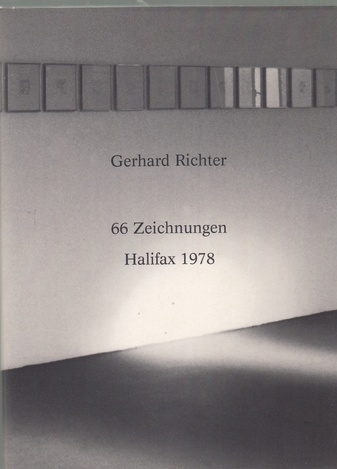 Gerhard Richter
66 Zeichnungen
Halifax 1978